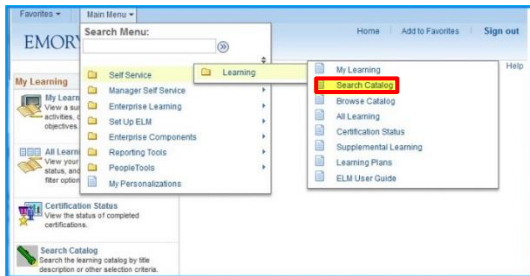 Favorites
Main Menu
EMORY
Search Menu:
Home
Add to Favorites
Sign out
Help
Self Service
Manager Self Service
Enterprise Learning
Set Up ELM
Enterprise Components
Reporting Tools
PeopleTools
My Personalizations
Learning
My Learning
Search Catalog
Browse Catalog
All Learning
Certification Status
Supplemental Learning
Learning Plans
ELM User Guide
My Learning
My Learn
View a su
activities, c
objectives.
All Learn
View your
status, and
filter option
Certification Status
View the status of completed
certifications.
Search Catalog
Search the learning catalog by title
description or other selection criteria.